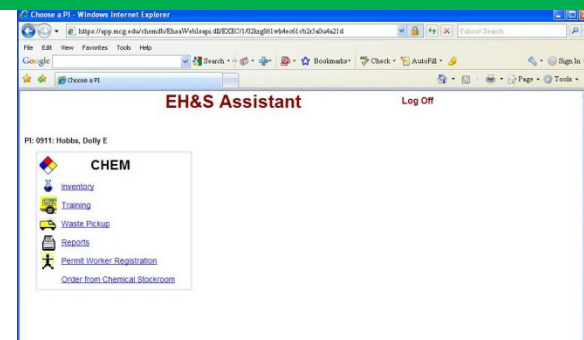 Choose a PI - Windows Internet Explorer
File Edit View Favorites Tools Help
Google Search Bookmarks Check AutoFill Sign In
Choose a PI Page Tools
EH&S Assistant Log Off
PI: 0911: Hobbs, Dolly E
CHEM
Inventory
Training
Waste Pickup
Reports
Permit Worker Registration
Order from Chemical Stockroom